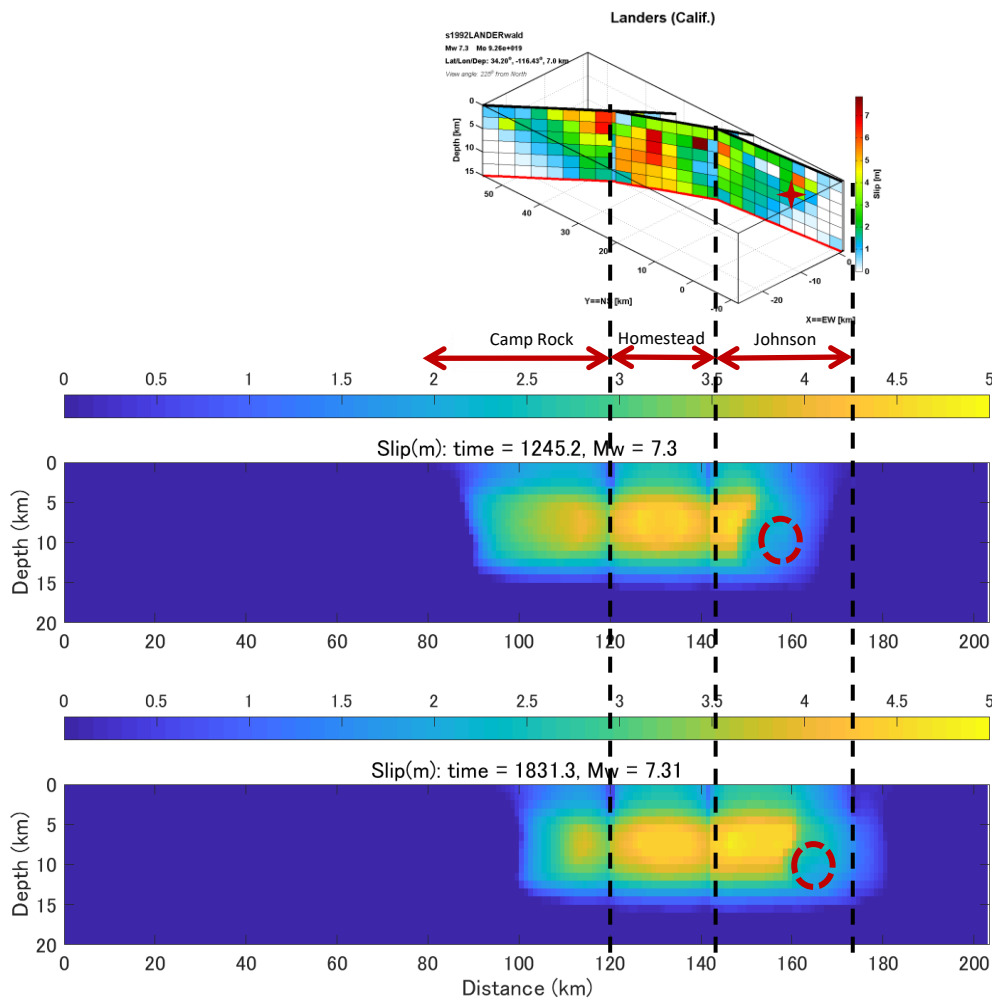 Landers (Calif.)
s1992LANDERwald
Mw 7.3 Mo 9.26e+019
Lat/Lon/Dep: 34.20°, -116.43°, 7.0 km
View angle: 225° from North
0
5
10
15
Depth [km]
50
40
30
20
10
0
-10
Y==NS [km]
-20
-10
0
X==EW [km]
7
6
5
4
3
2
1
0
Slip [m]
Camp Rock Homestead Johnson
0 0.5 1 1.5 2 2.5 3 3.5 4 4.5 5
Slip(m): time = 1245.2, Mw = 7.3
0
5
10
15
20
Depth (km)
0 20 40 60 80 100 120 140 160 180 200
0 0.5 1 1.5 2 2.5 3 3.5 4 4.5 5
Slip(m): time = 1831.3, Mw = 7.31
0
5
10
15
20
Depth (km)
0 20 40 60 80 100 120 140 160 180 200
Distance (km)